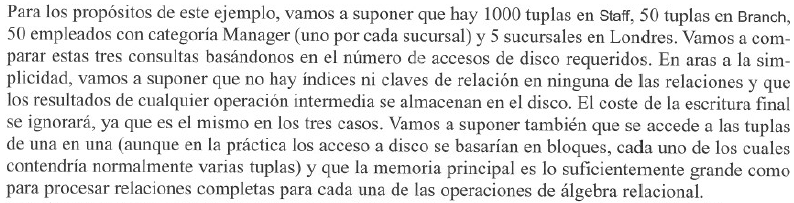 Para los propósitos de este ejemplo, vamos a suponer que hay 1000 tuplas en Staff, 50 tuplas en Branch,
50 empleados con categoría Manager (uno por cada sucursal) y 5 sucursales en Londres. Vamos a com-
parar estas tres consultas basándonos en el número de accesos de disco requeridos. En aras a la sim-
plicidad, vamos a suponer que no hay índices ni claves de relación en ninguna de las relaciones y que
los resultados de cualquier operación intermedia se almacenan en el disco. El coste de la escritura final
se ignorará, ya que es el mismo en los tres casos. Vamos a suponer también que se accede a las tuplas
de una en una (aunque en la práctica los acceso a disco se basarían en bloques, cada uno de los cuales
contendría normalmente varias tuplas) y que la memoria principal es lo suficientemente grande como
para procesar relaciones completas para cada una de las operaciones de álgebra relacional.